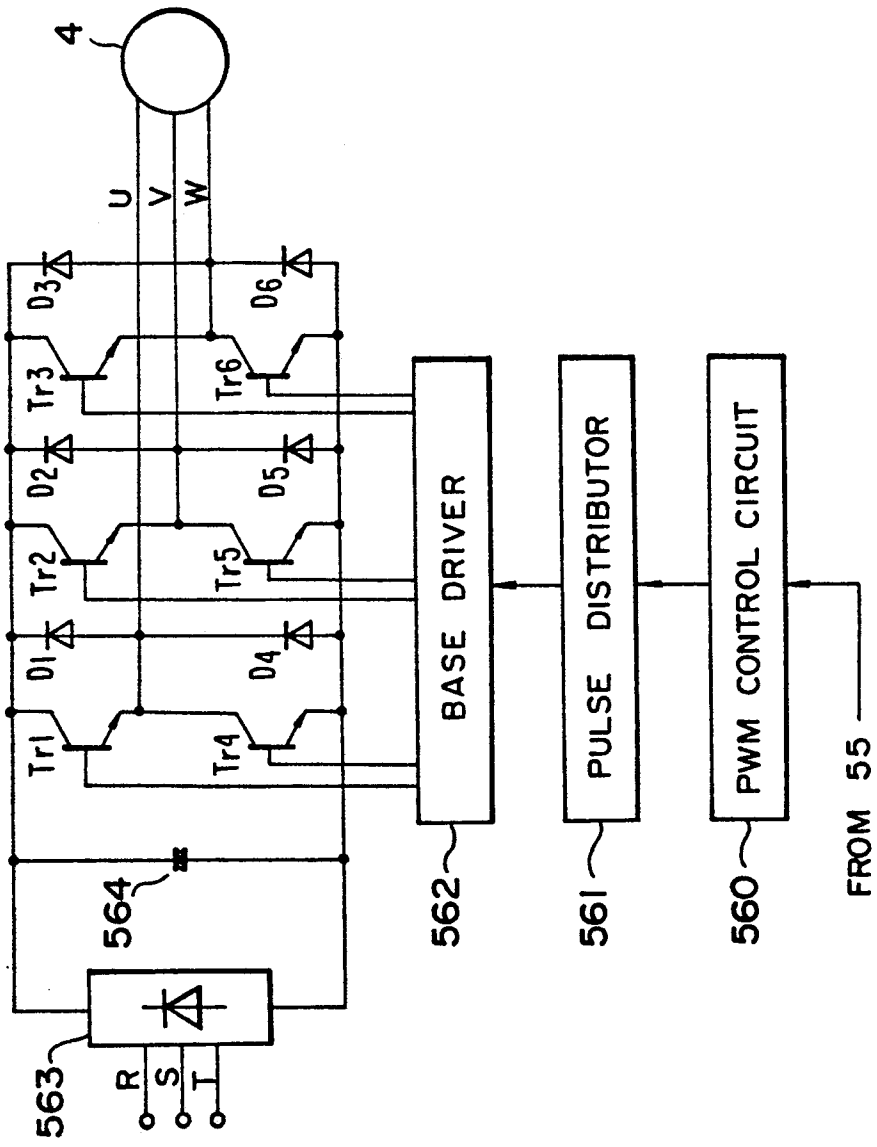 4
U
V
W
D3
D6
Tr3
Tr6
D2
D5
Tr2
Tr5
D1
D4
Tr1
Tr4
564
563
R
S
T
562
BASE DRIVER
561
PULSE DISTRIBUTOR
560
PWM CONTROL CIRCUIT
FROM 55